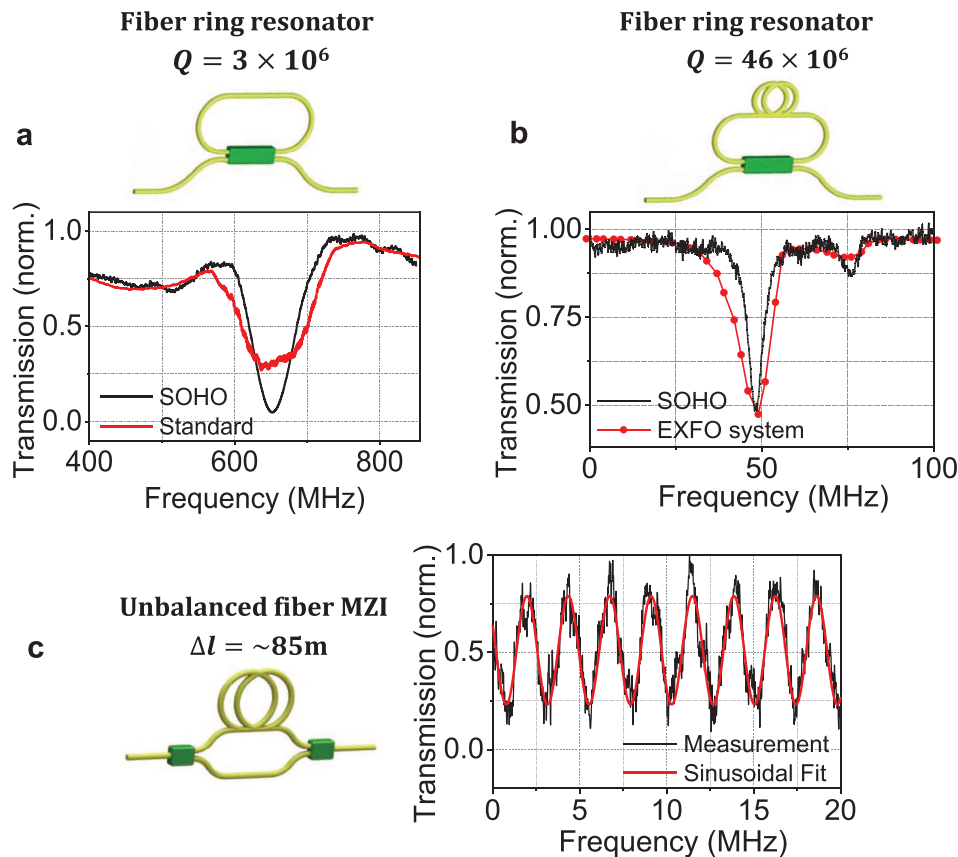 Fiber ring resonator
Q = 3 × 10⁶
a
Transmission (norm.)
1.0
0.5
0.0
SOHO
Standard
400
600
800
Frequency (MHz)
Fiber ring resonator
Q = 46 × 10⁶
b
Transmission (norm.)
1.00
0.75
0.50
SOHO
EXFO system
0
50
100
Frequency (MHz)
Unbalanced fiber MZI
c
Δl = ~85m
Transmission (norm.)
1.0
0.5
0.0
Measurement
Sinusoidal Fit
0
5
10
15
20
Frequency (MHz)